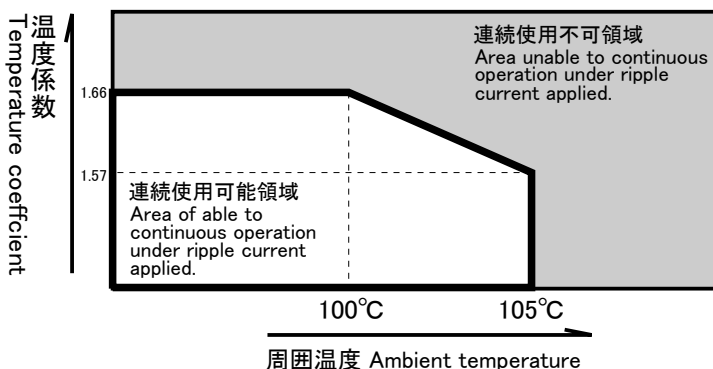 温度係数
Temperature coeffcient
連続使用不可領域
Area unable to continuous
operation under ripple
current applied.
1.66
1.57
連続使用可能領域
Area of able to
continuous operation
under ripple current
applied.
100℃
105℃
周囲温度 Ambient temperature